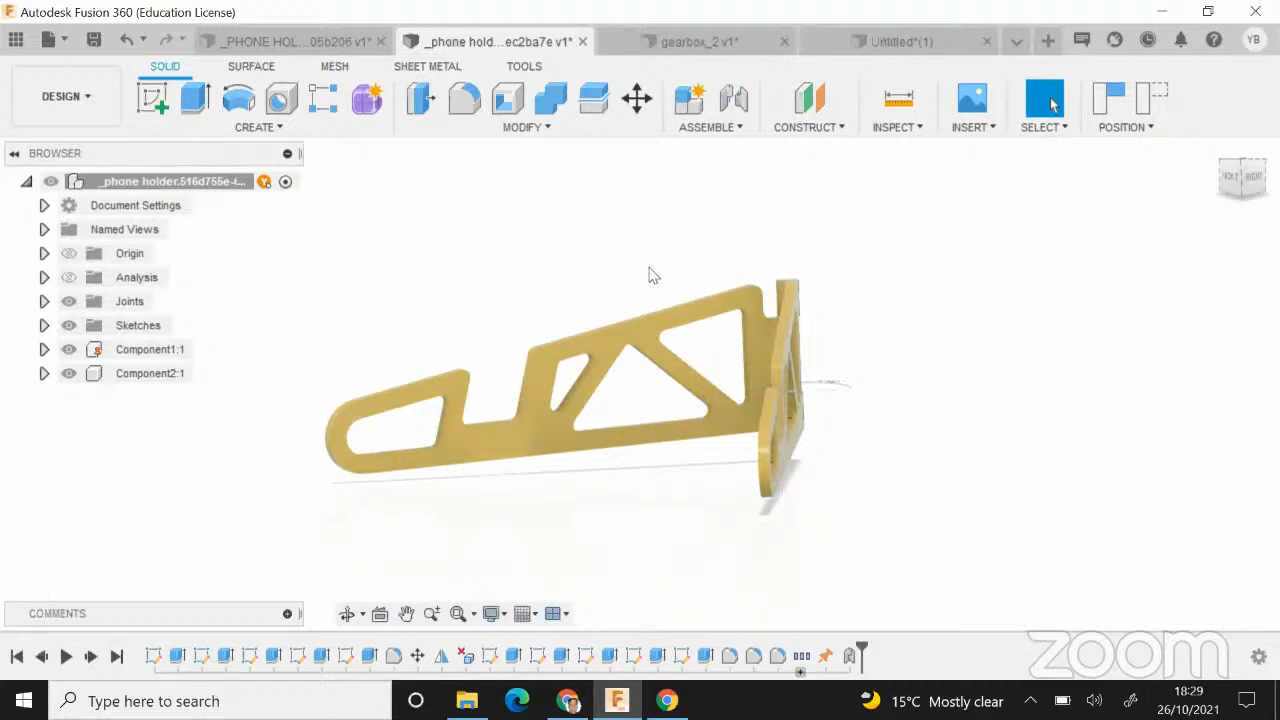 Autodesk Fusion 360 (Education License)
_PHONE HOL...05b206 v1*
_phone hold...ec2ba7e v1*
gearbox_2 v1*
Untitled*(1)
YB
SOLID
SURFACE
MESH
SHEET METAL
TOOLS
DESIGN
CREATE
MODIFY
ASSEMBLE
CONSTRUCT
INSPECT
INSERT
SELECT
POSITION
BROWSER
FRONT
RIGHT
_phone holder.516d755e-f...
Document Settings
Named Views
Origin
Analysis
Joints
Sketches
Component1:1
Component2:1
COMMENTS
zoom
Type here to search
15°C Mostly clear
18:29
26/10/2021